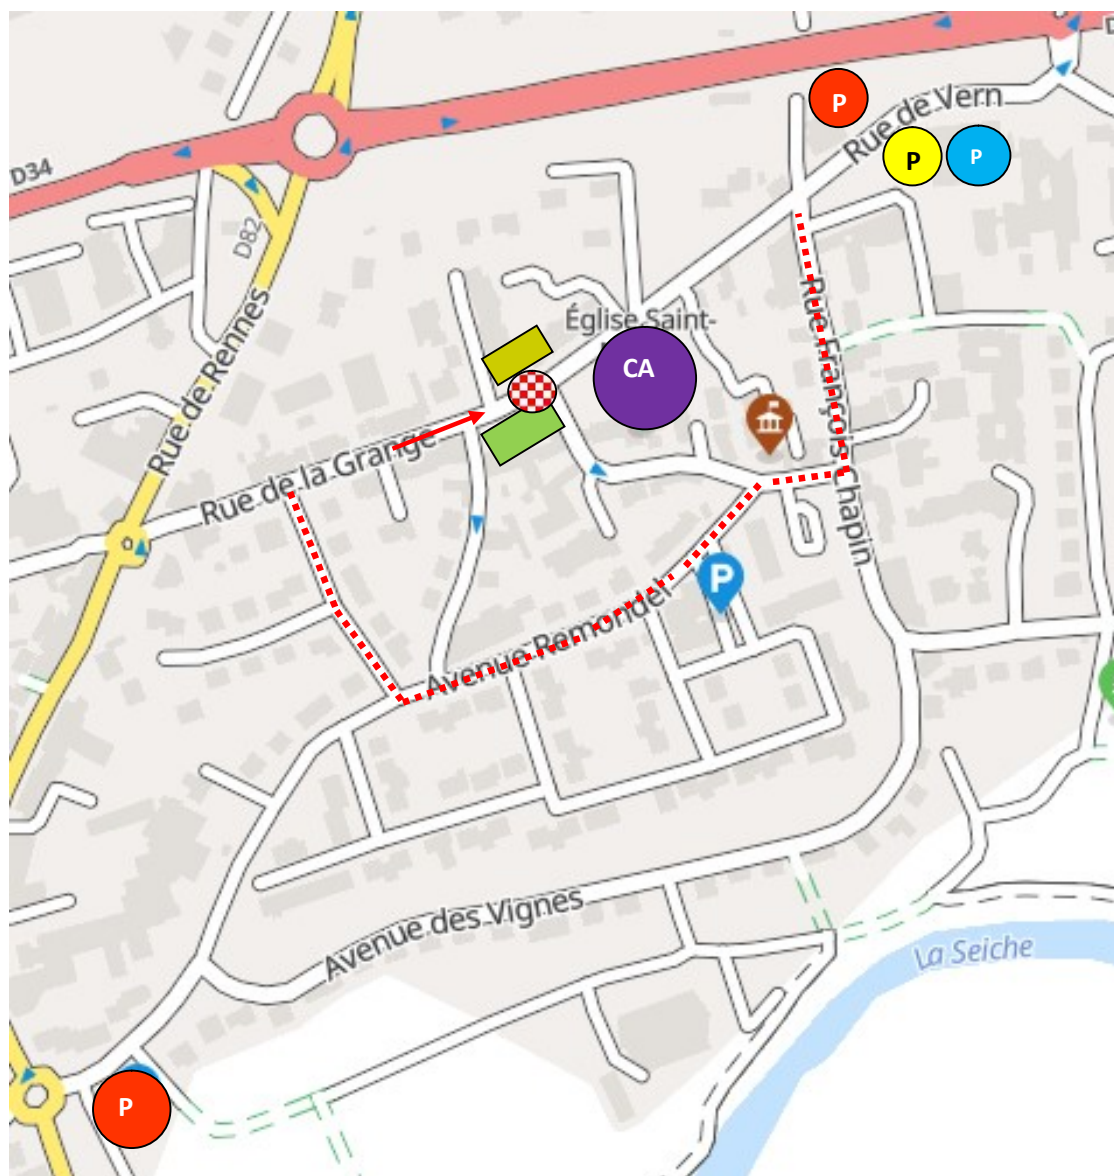 D
P
Rue de Vern
P
P
D34
D82
Église Saint-
Rue de Rennes
CA
Rue François Chapin
Rue de la Grange
P
Avenue Remondel
Avenue des Vignes
La Seiche
P